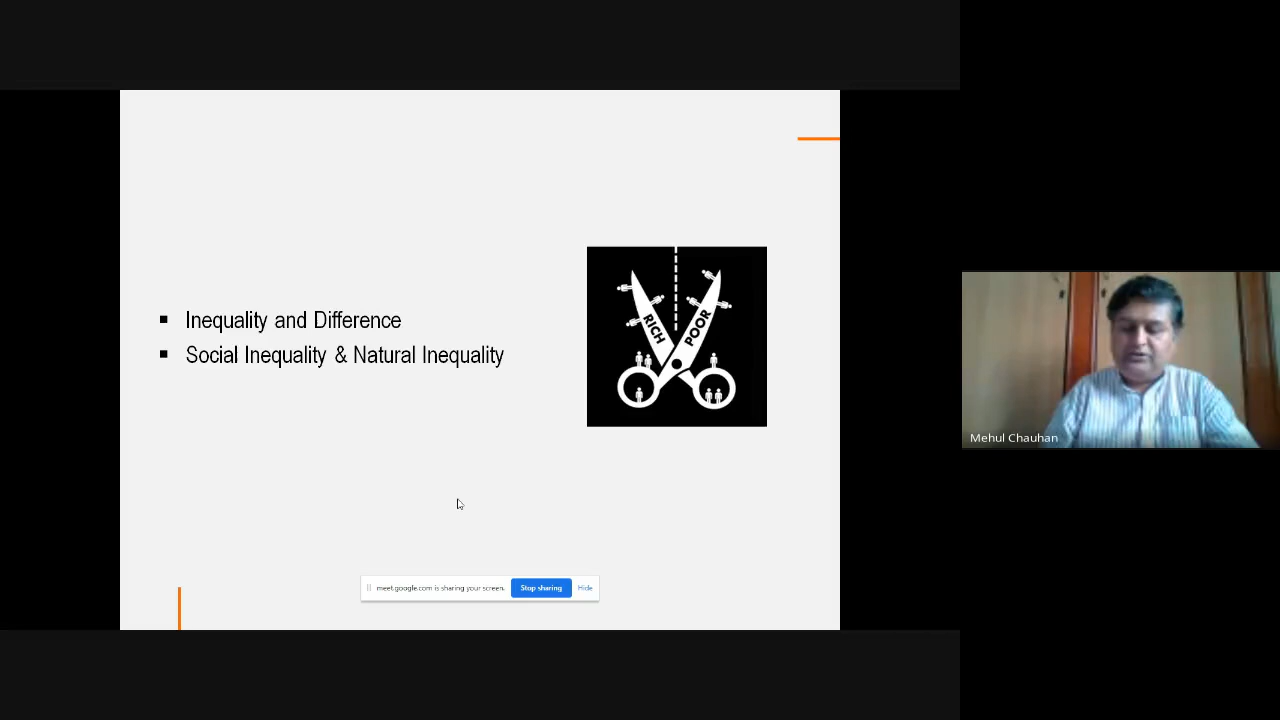 Inequality and Difference
Social Inequality & Natural Inequality
RICH
POOR
Mehul Chauhan
meet.google.com is sharing your screen.
Stop sharing
Hide